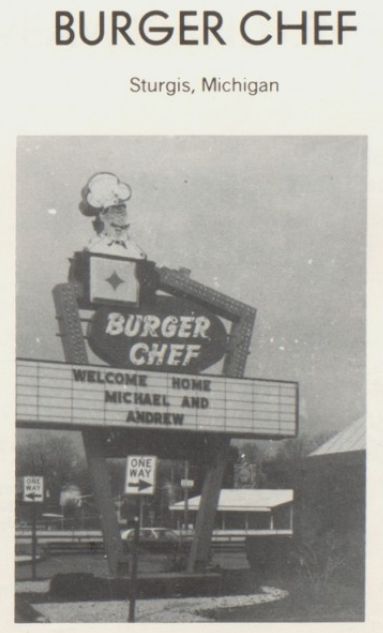 BURGER CHEF
Sturgis, Michigan
BURGER
CHEF
WELCOME HOME
MICHAEL AND
ANDREW
ONE
WAY
ONE
WAY